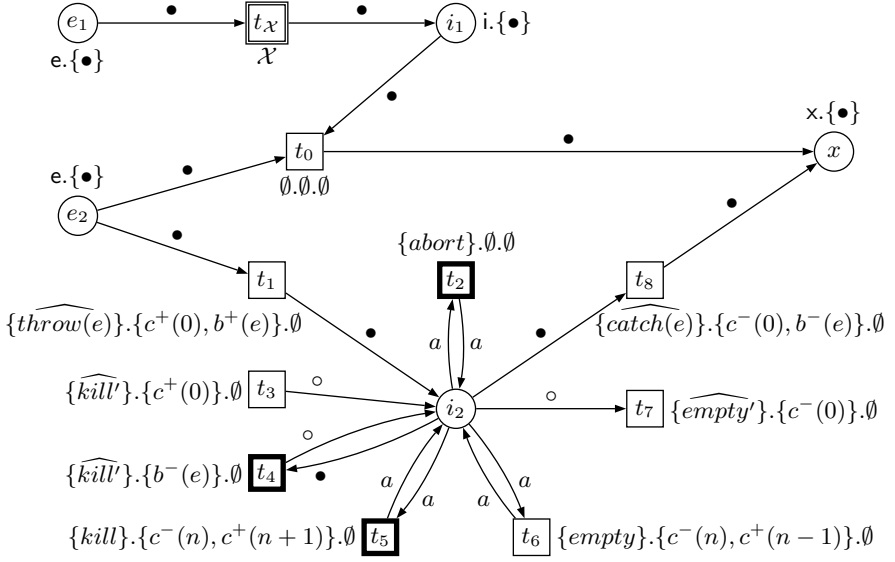 • •
e₁ t_𝒳 i₁ i.{•}
e.{•} 𝒳
•
x.{•}
•
e.{•} • t₀ x
∅.∅.∅
e₂
• {abort}.∅.∅ •
t₁ t₂ t₈
{throw(e)^}.{c⁺(0), b⁺(e)}.∅ • a a • {catch(e)^}.{c⁻(0), b⁻(e)}.∅
{kill'^}.{c⁺(0)}.∅ t₃ ∘ i₂ ∘ t₇ {empty'^}.{c⁻(0)}.∅
∘
{kill'^}.{b⁻(e)}.∅ t₄ • a a a a
{kill}.{c⁻(n), c⁺(n + 1)}.∅ t₅ t₆ {empty}.{c⁻(n), c⁺(n − 1)}.∅